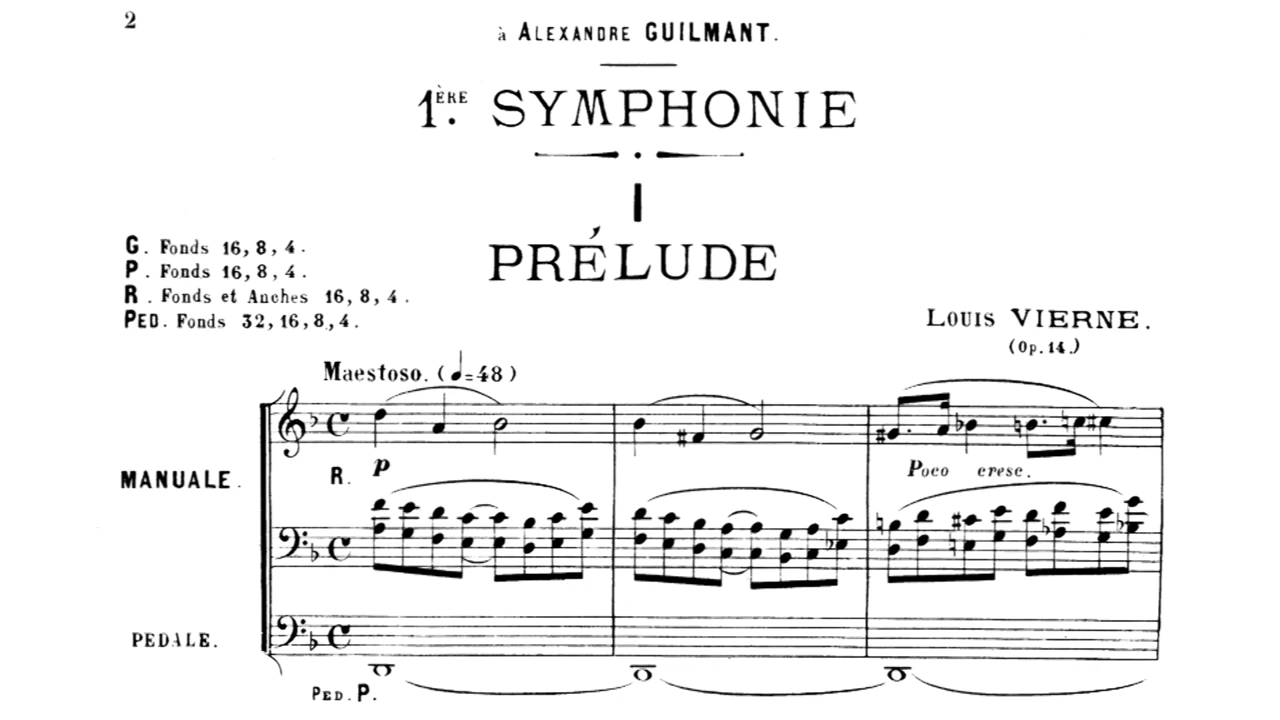 2
à ALEXANDRE GUILMANT.
1.ÈRE SYMPHONIE
I
PRÉLUDE
G. Fonds 16, 8, 4.
P. Fonds 16, 8, 4.
R. Fonds et Anches 16, 8, 4.
PED. Fonds 32, 16, 8, 4.
LOUIS VIERNE.
(Op. 14.)
Maestoso. (♩=48)
MANUALE.
R.
p
Poco cresc.
PEDALE.
PED. P.